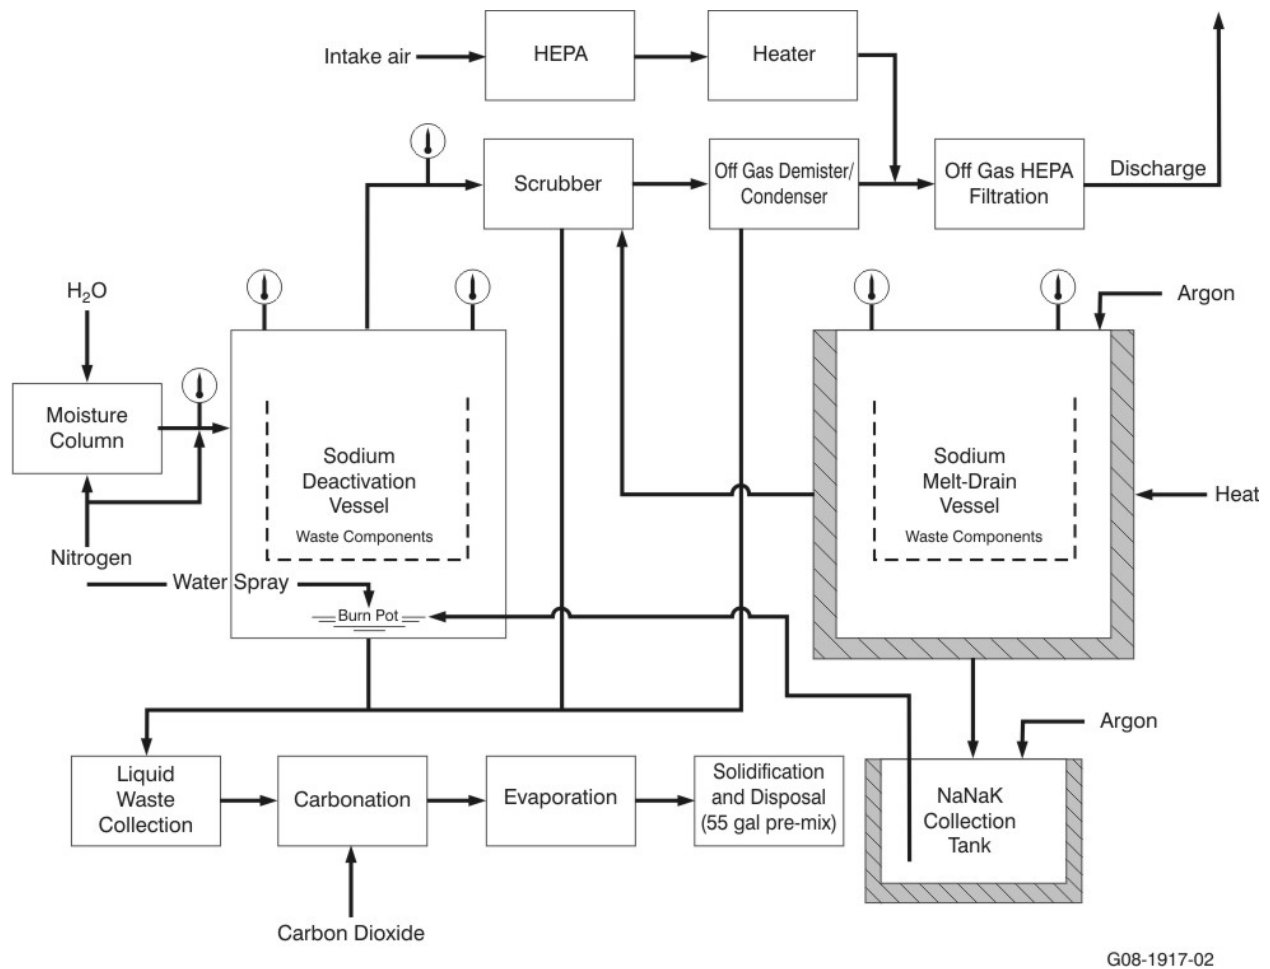 Intake air
HEPA
Heater
Scrubber
Off Gas Demister/
Condenser
Off Gas HEPA
Filtration
Discharge
H₂O
Argon
Moisture
Column
Sodium
Deactivation
Vessel
Waste Components
Sodium
Melt-Drain
Vessel
Waste Components
Heat
Nitrogen
Water Spray
Burn Pot
Argon
Liquid
Waste
Collection
Carbonation
Evaporation
Solidification
and Disposal
(55 gal pre-mix)
NaNaK
Collection
Tank
Carbon Dioxide
G08-1917-02